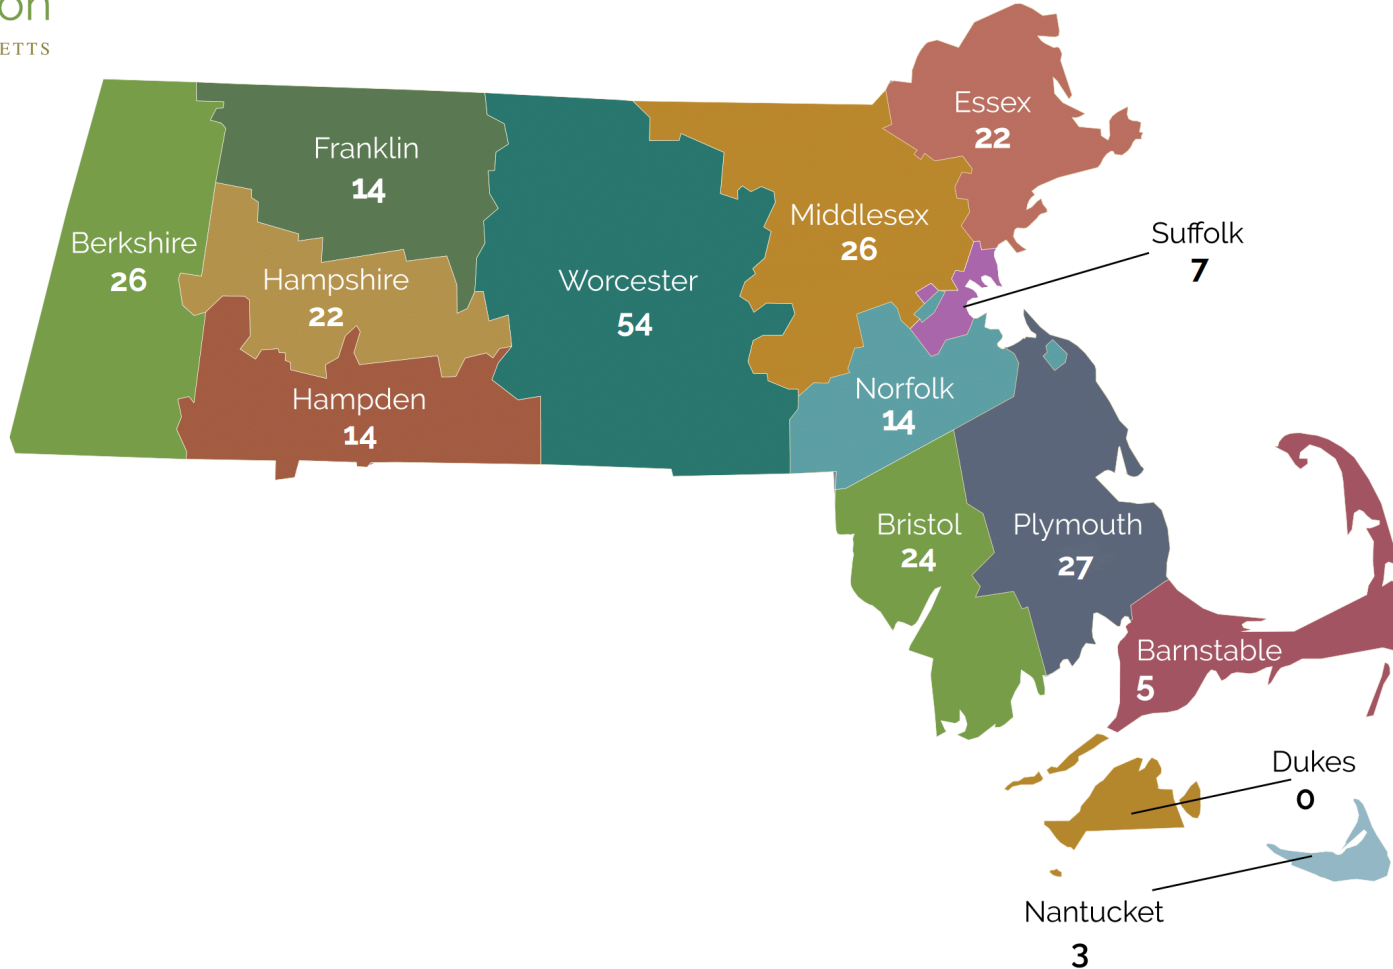 on
ETTS
Essex
22
Franklin
14
Middlesex
26
Suffolk
7
Berkshire
26
Hampshire
22
Worcester
54
Hampden
14
Norfolk
14
Bristol
24
Plymouth
27
Barnstable
5
Dukes
0
Nantucket
3